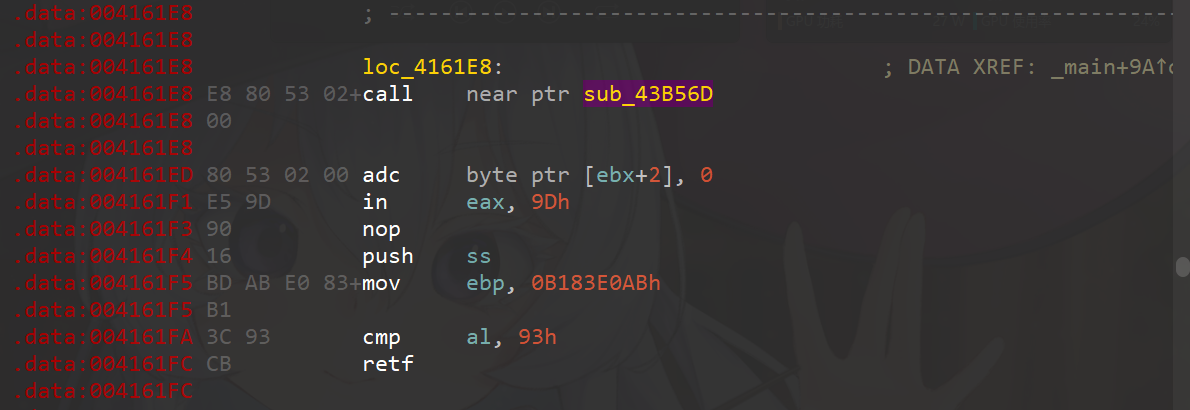 .data:004161E8 ; ------------------------------------------------------------------
.data:004161E8
.data:004161E8 loc_4161E8: ; DATA XREF: _main+9A↑o
.data:004161E8 E8 80 53 02+call near ptr sub_43B56D
.data:004161E8 00
.data:004161E8
.data:004161ED 80 53 02 00 adc byte ptr [ebx+2], 0
.data:004161F1 E5 9D in eax, 9Dh
.data:004161F3 90 nop
.data:004161F4 16 push ss
.data:004161F5 BD AB E0 83+mov ebp, 0B183E0ABh
.data:004161F5 B1
.data:004161FA 3C 93 cmp al, 93h
.data:004161FC CB retf
.data:004161FC